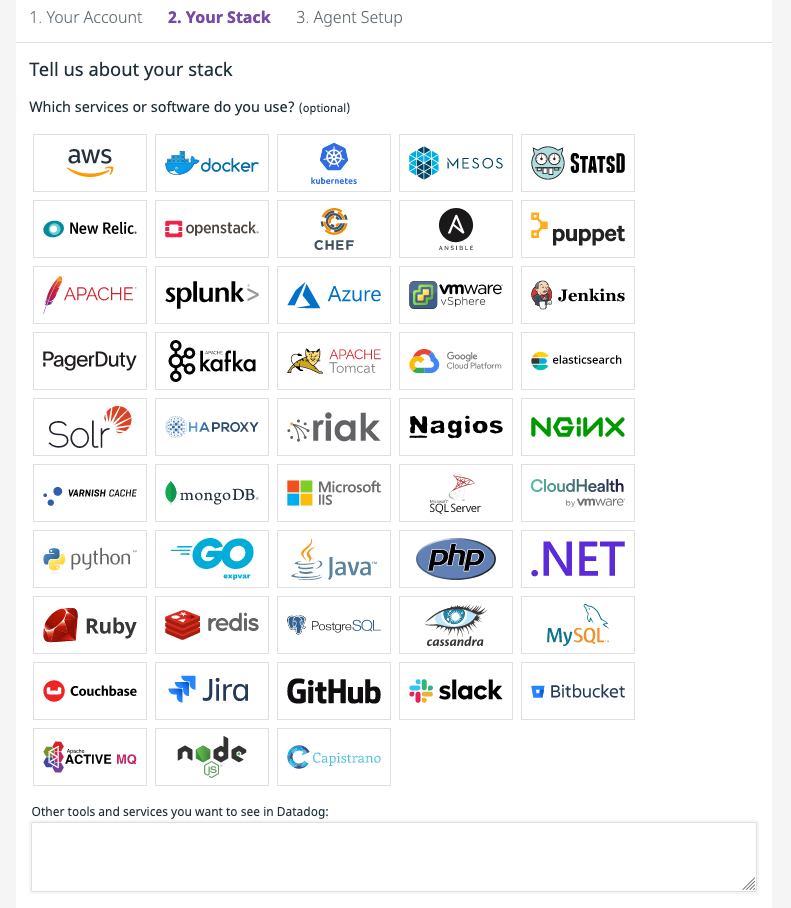 1. Your Account 2. Your Stack 3. Agent Setup
Tell us about your stack
Which services or software do you use? (optional)
aws docker kubernetes MESOS STATSD
New Relic. openstack. CHEF ANSIBLE puppet
APACHE splunk> Azure vmware vSphere Jenkins
PagerDuty APACHE kafka APACHE Tomcat Google Cloud Platform elasticsearch
Solr HAPROXY riak Nagios NGINX
VARNISH CACHE mongoDB. Microsoft IIS Microsoft SQL Server CloudHealth by vmware
python™ GO expvar Java™ php .NET
Ruby redis PostgreSQL cassandra MySQL™
Couchbase Jira GitHub slack Bitbucket
Apache ACTIVE MQ node JS Capistrano
Other tools and services you want to see in Datadog: